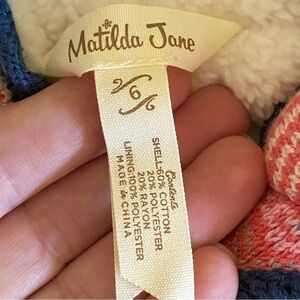 Matilda Jane
6
Contents
SHELL:60% COTTON
20% POLYESTER
20% RAYON
LINING:100% POLYESTER
MADE in CHINA